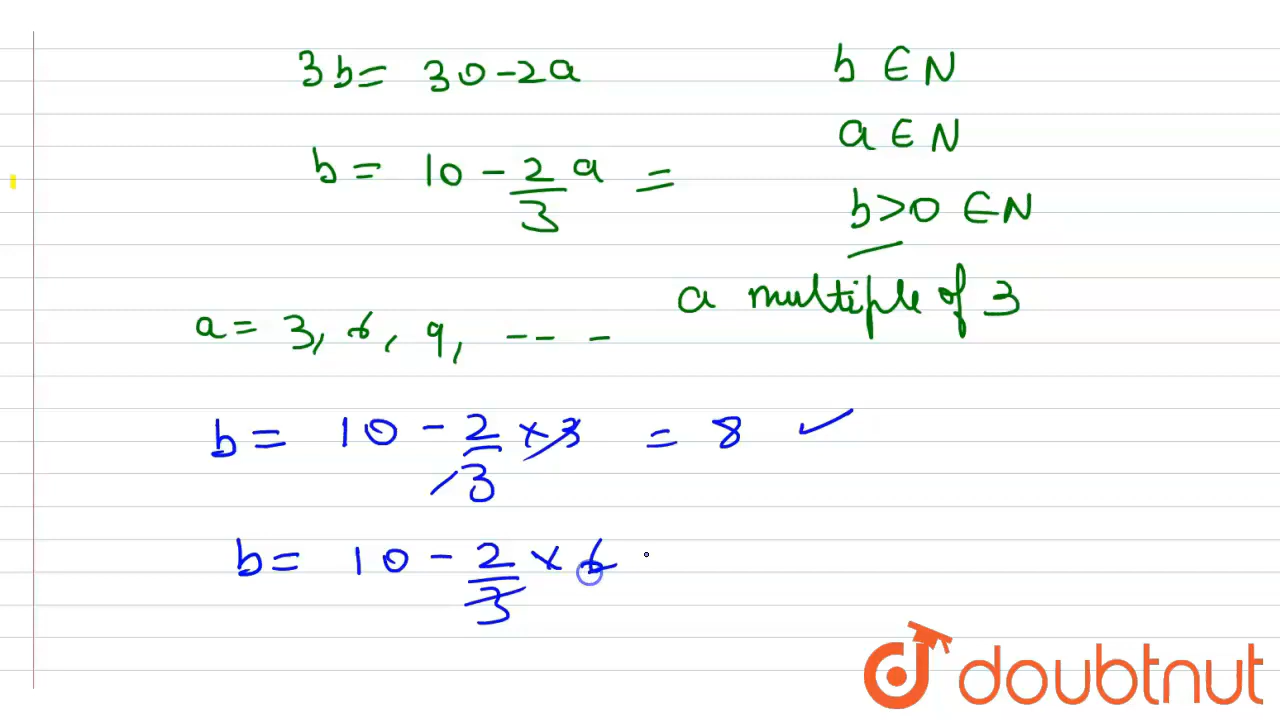 3b = 30 - 2a
b ∈ N
a ∈ N
b = 10 - 2/3 a =
b > 0 ∈ N
a multiple of 3
a = 3, 6, 9, -- -
b = 10 - 2/3 × 3 = 8 ✓
b = 10 - 2/3 × 6
doubtnut